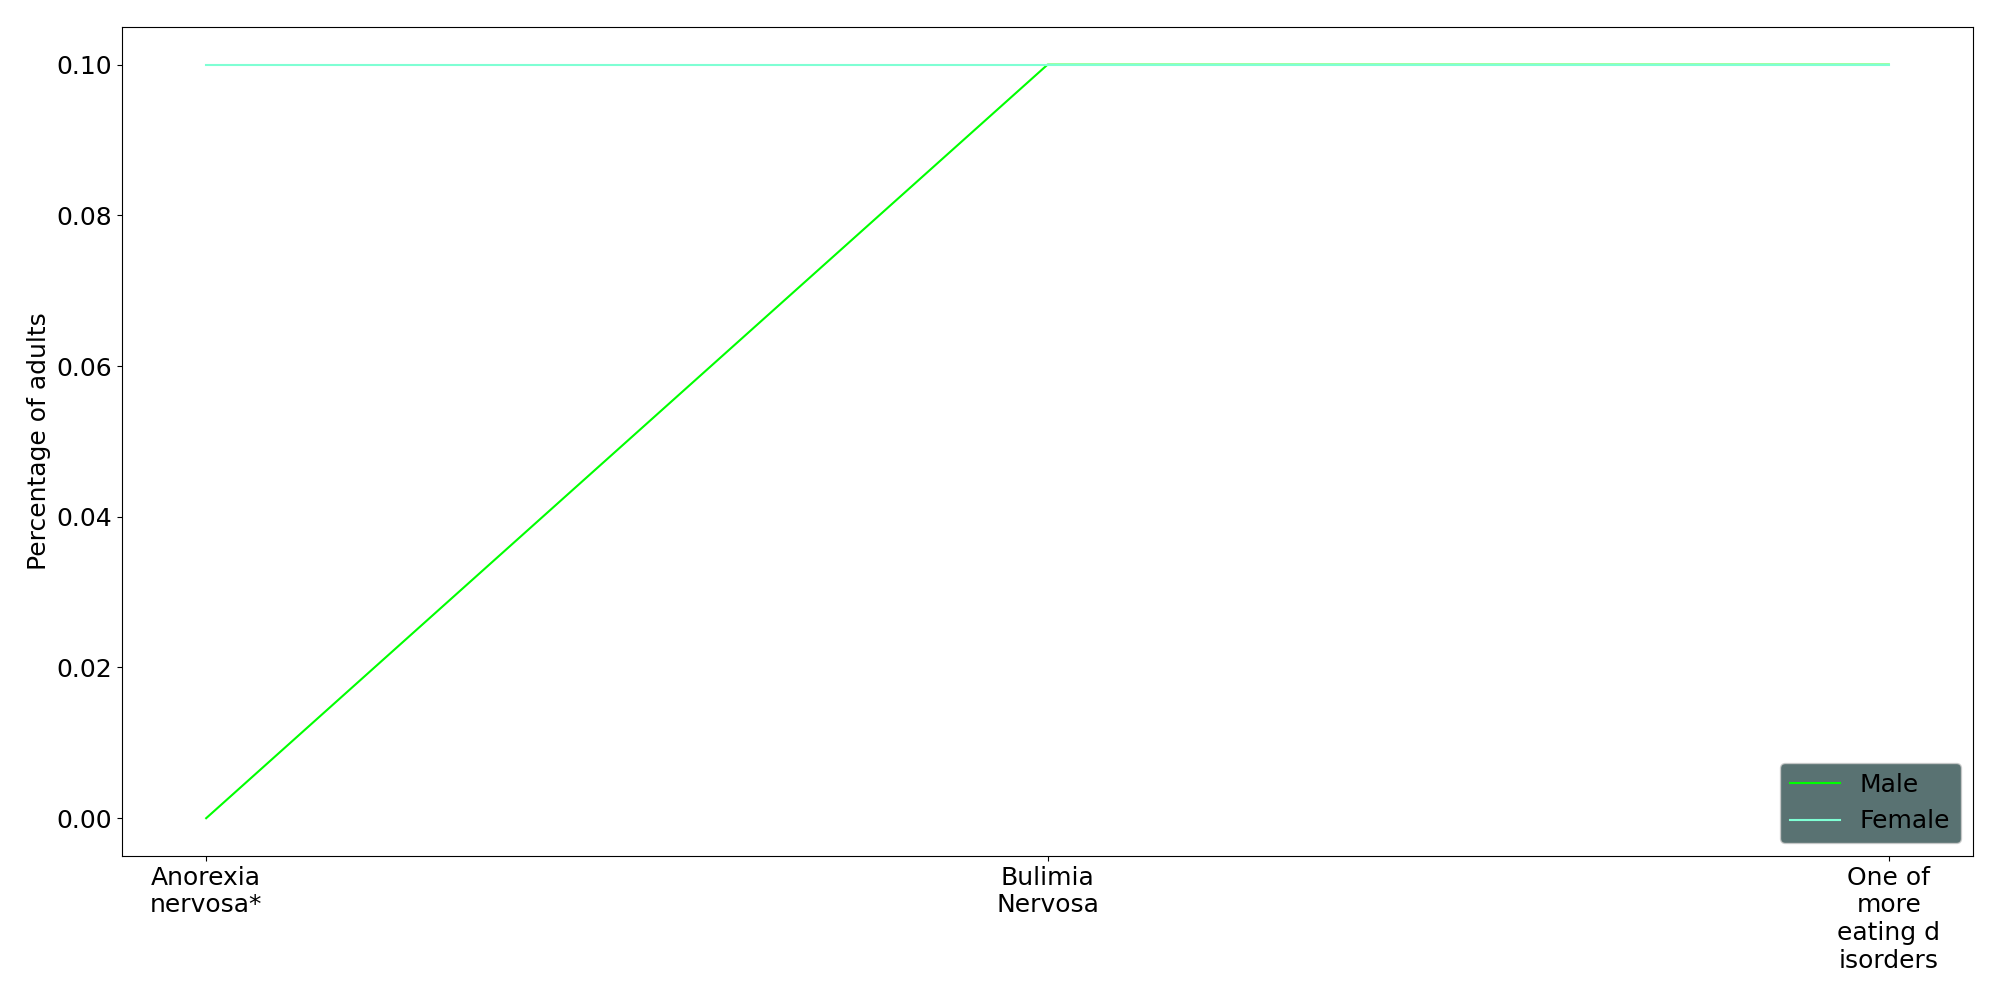 Percentage of adults
0.10
0.08
0.06
0.04
0.02
0.00
Anorexia
nervosa*
Bulimia
Nervosa
One of
more
eating d
isorders
Male
Female